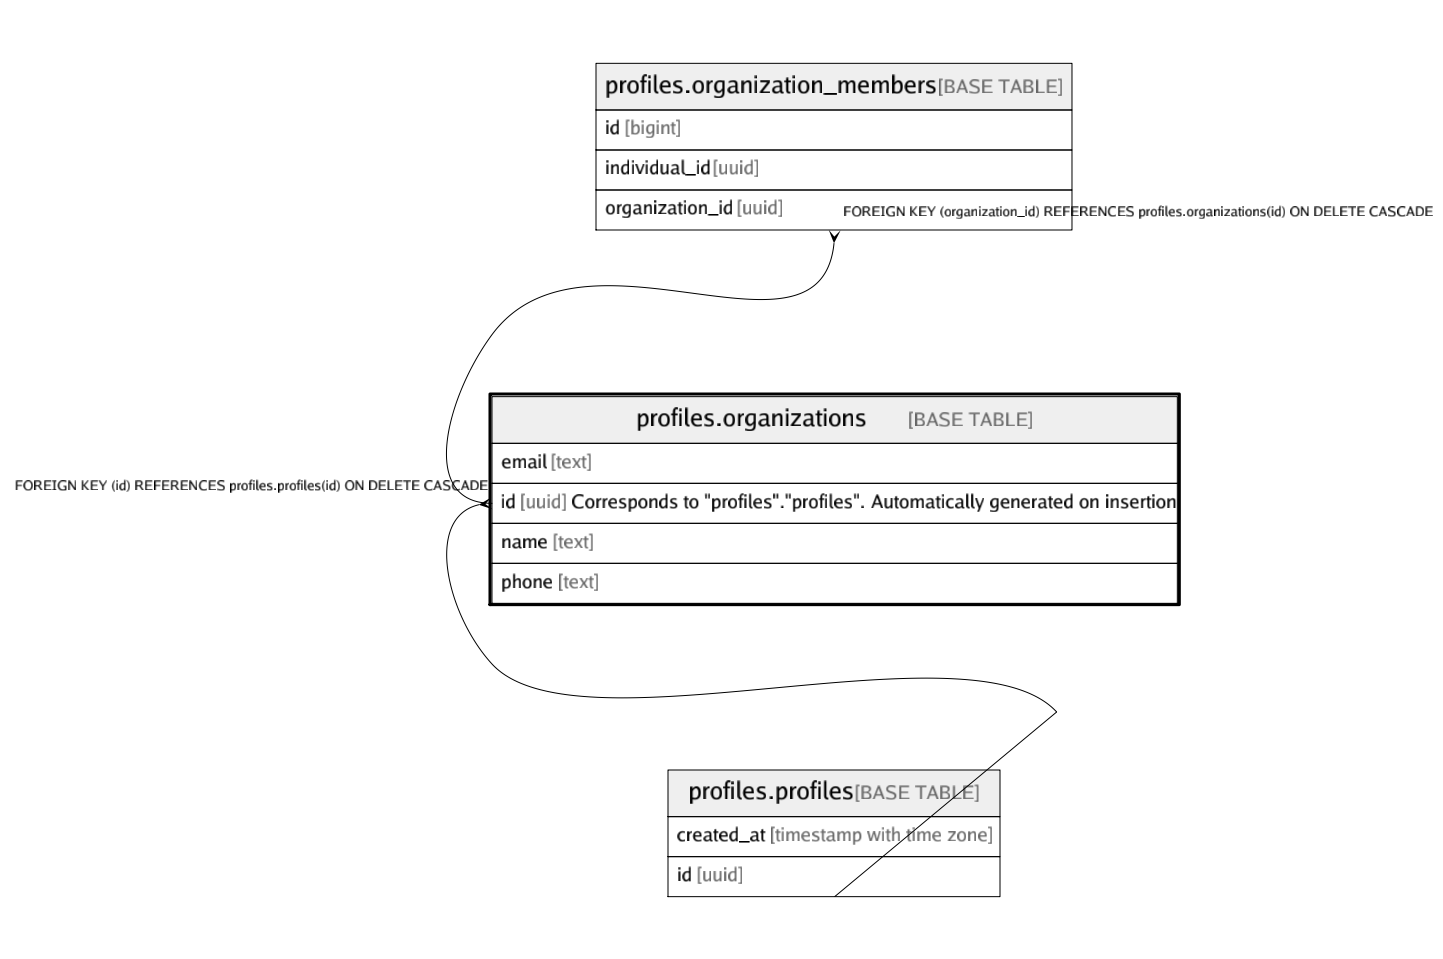 profiles.organization_members [BASE TABLE]
id [bigint]
individual_id [uuid]
organization_id [uuid]
FOREIGN KEY (organization_id) REFERENCES profiles.organizations(id) ON DELETE CASCADE
profiles.organizations [BASE TABLE]
email [text]
FOREIGN KEY (id) REFERENCES profiles.profiles(id) ON DELETE CASCADE
id [uuid] Corresponds to "profiles"."profiles". Automatically generated on insertion
name [text]
phone [text]
profiles.profiles [BASE TABLE]
created_at [timestamp with time zone]
id [uuid]